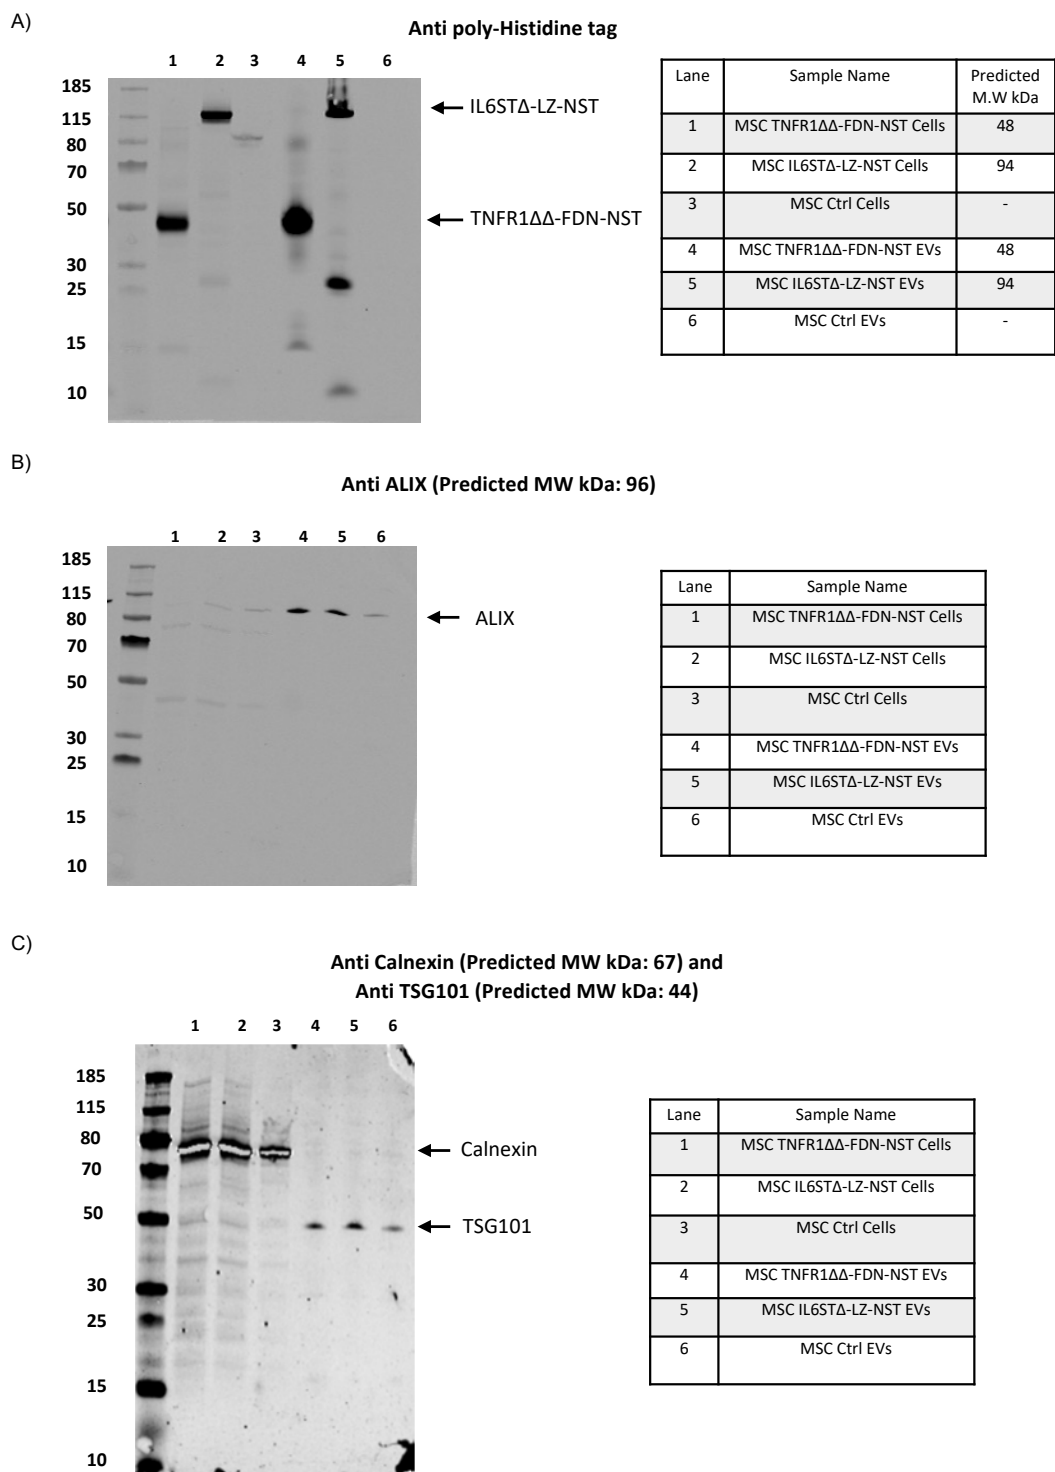 A)
Anti poly-Histidine tag
1 2 3 4 5 6
185
115
80
70
50
30
25
15
10
IL6STΔ-LZ-NST
TNFR1ΔΔ-FDN-NST
Lane Sample Name Predicted M.W kDa
1 MSC TNFR1ΔΔ-FDN-NST Cells 48
2 MSC IL6STΔ-LZ-NST Cells 94
3 MSC Ctrl Cells -
4 MSC TNFR1ΔΔ-FDN-NST EVs 48
5 MSC IL6STΔ-LZ-NST EVs 94
6 MSC Ctrl EVs -
B)
Anti ALIX (Predicted MW kDa: 96)
1 2 3 4 5 6
185
115
80
70
50
30
25
15
10
ALIX
Lane Sample Name
1 MSC TNFR1ΔΔ-FDN-NST Cells
2 MSC IL6STΔ-LZ-NST Cells
3 MSC Ctrl Cells
4 MSC TNFR1ΔΔ-FDN-NST EVs
5 MSC IL6STΔ-LZ-NST EVs
6 MSC Ctrl EVs
C)
Anti Calnexin (Predicted MW kDa: 67) and
Anti TSG101 (Predicted MW kDa: 44)
1 2 3 4 5 6
185
115
80
70
50
30
25
15
10
Calnexin
TSG101
Lane Sample Name
1 MSC TNFR1ΔΔ-FDN-NST Cells
2 MSC IL6STΔ-LZ-NST Cells
3 MSC Ctrl Cells
4 MSC TNFR1ΔΔ-FDN-NST EVs
5 MSC IL6STΔ-LZ-NST EVs
6 MSC Ctrl EVs